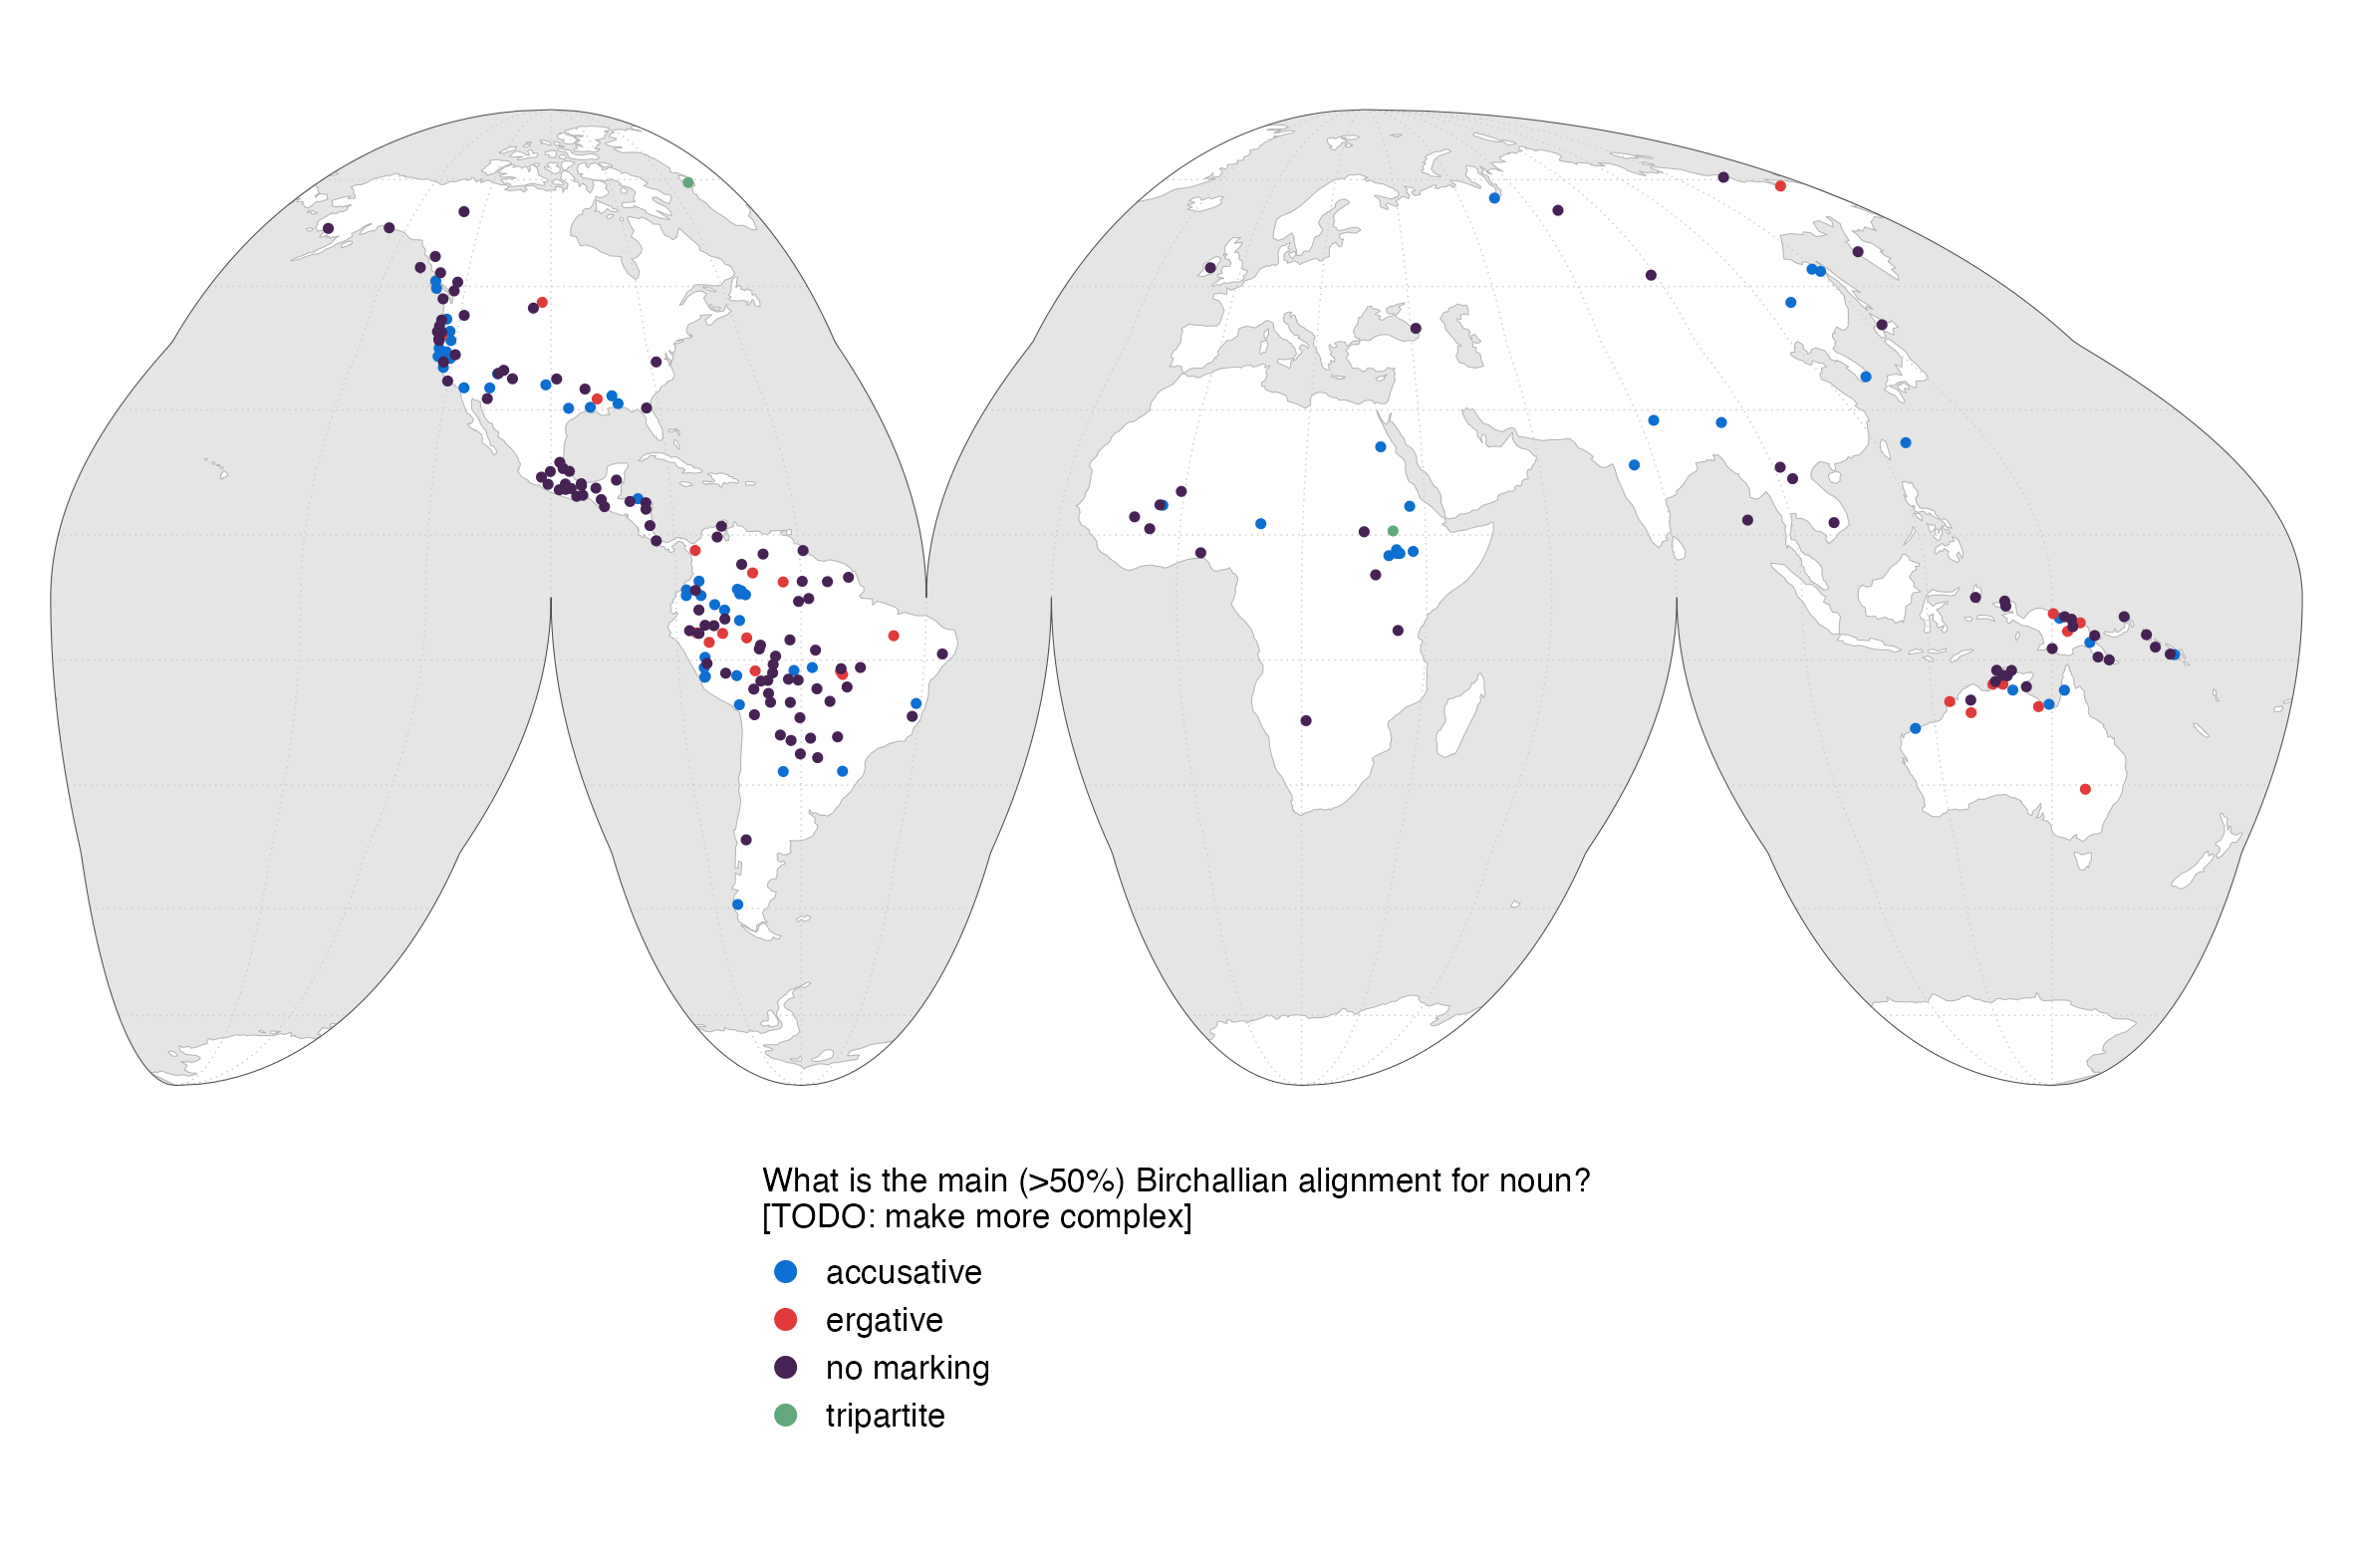 What is the main (>50%) Birchallian alignment for noun?
[TODO: make more complex]
accusative
ergative
no marking
tripartite